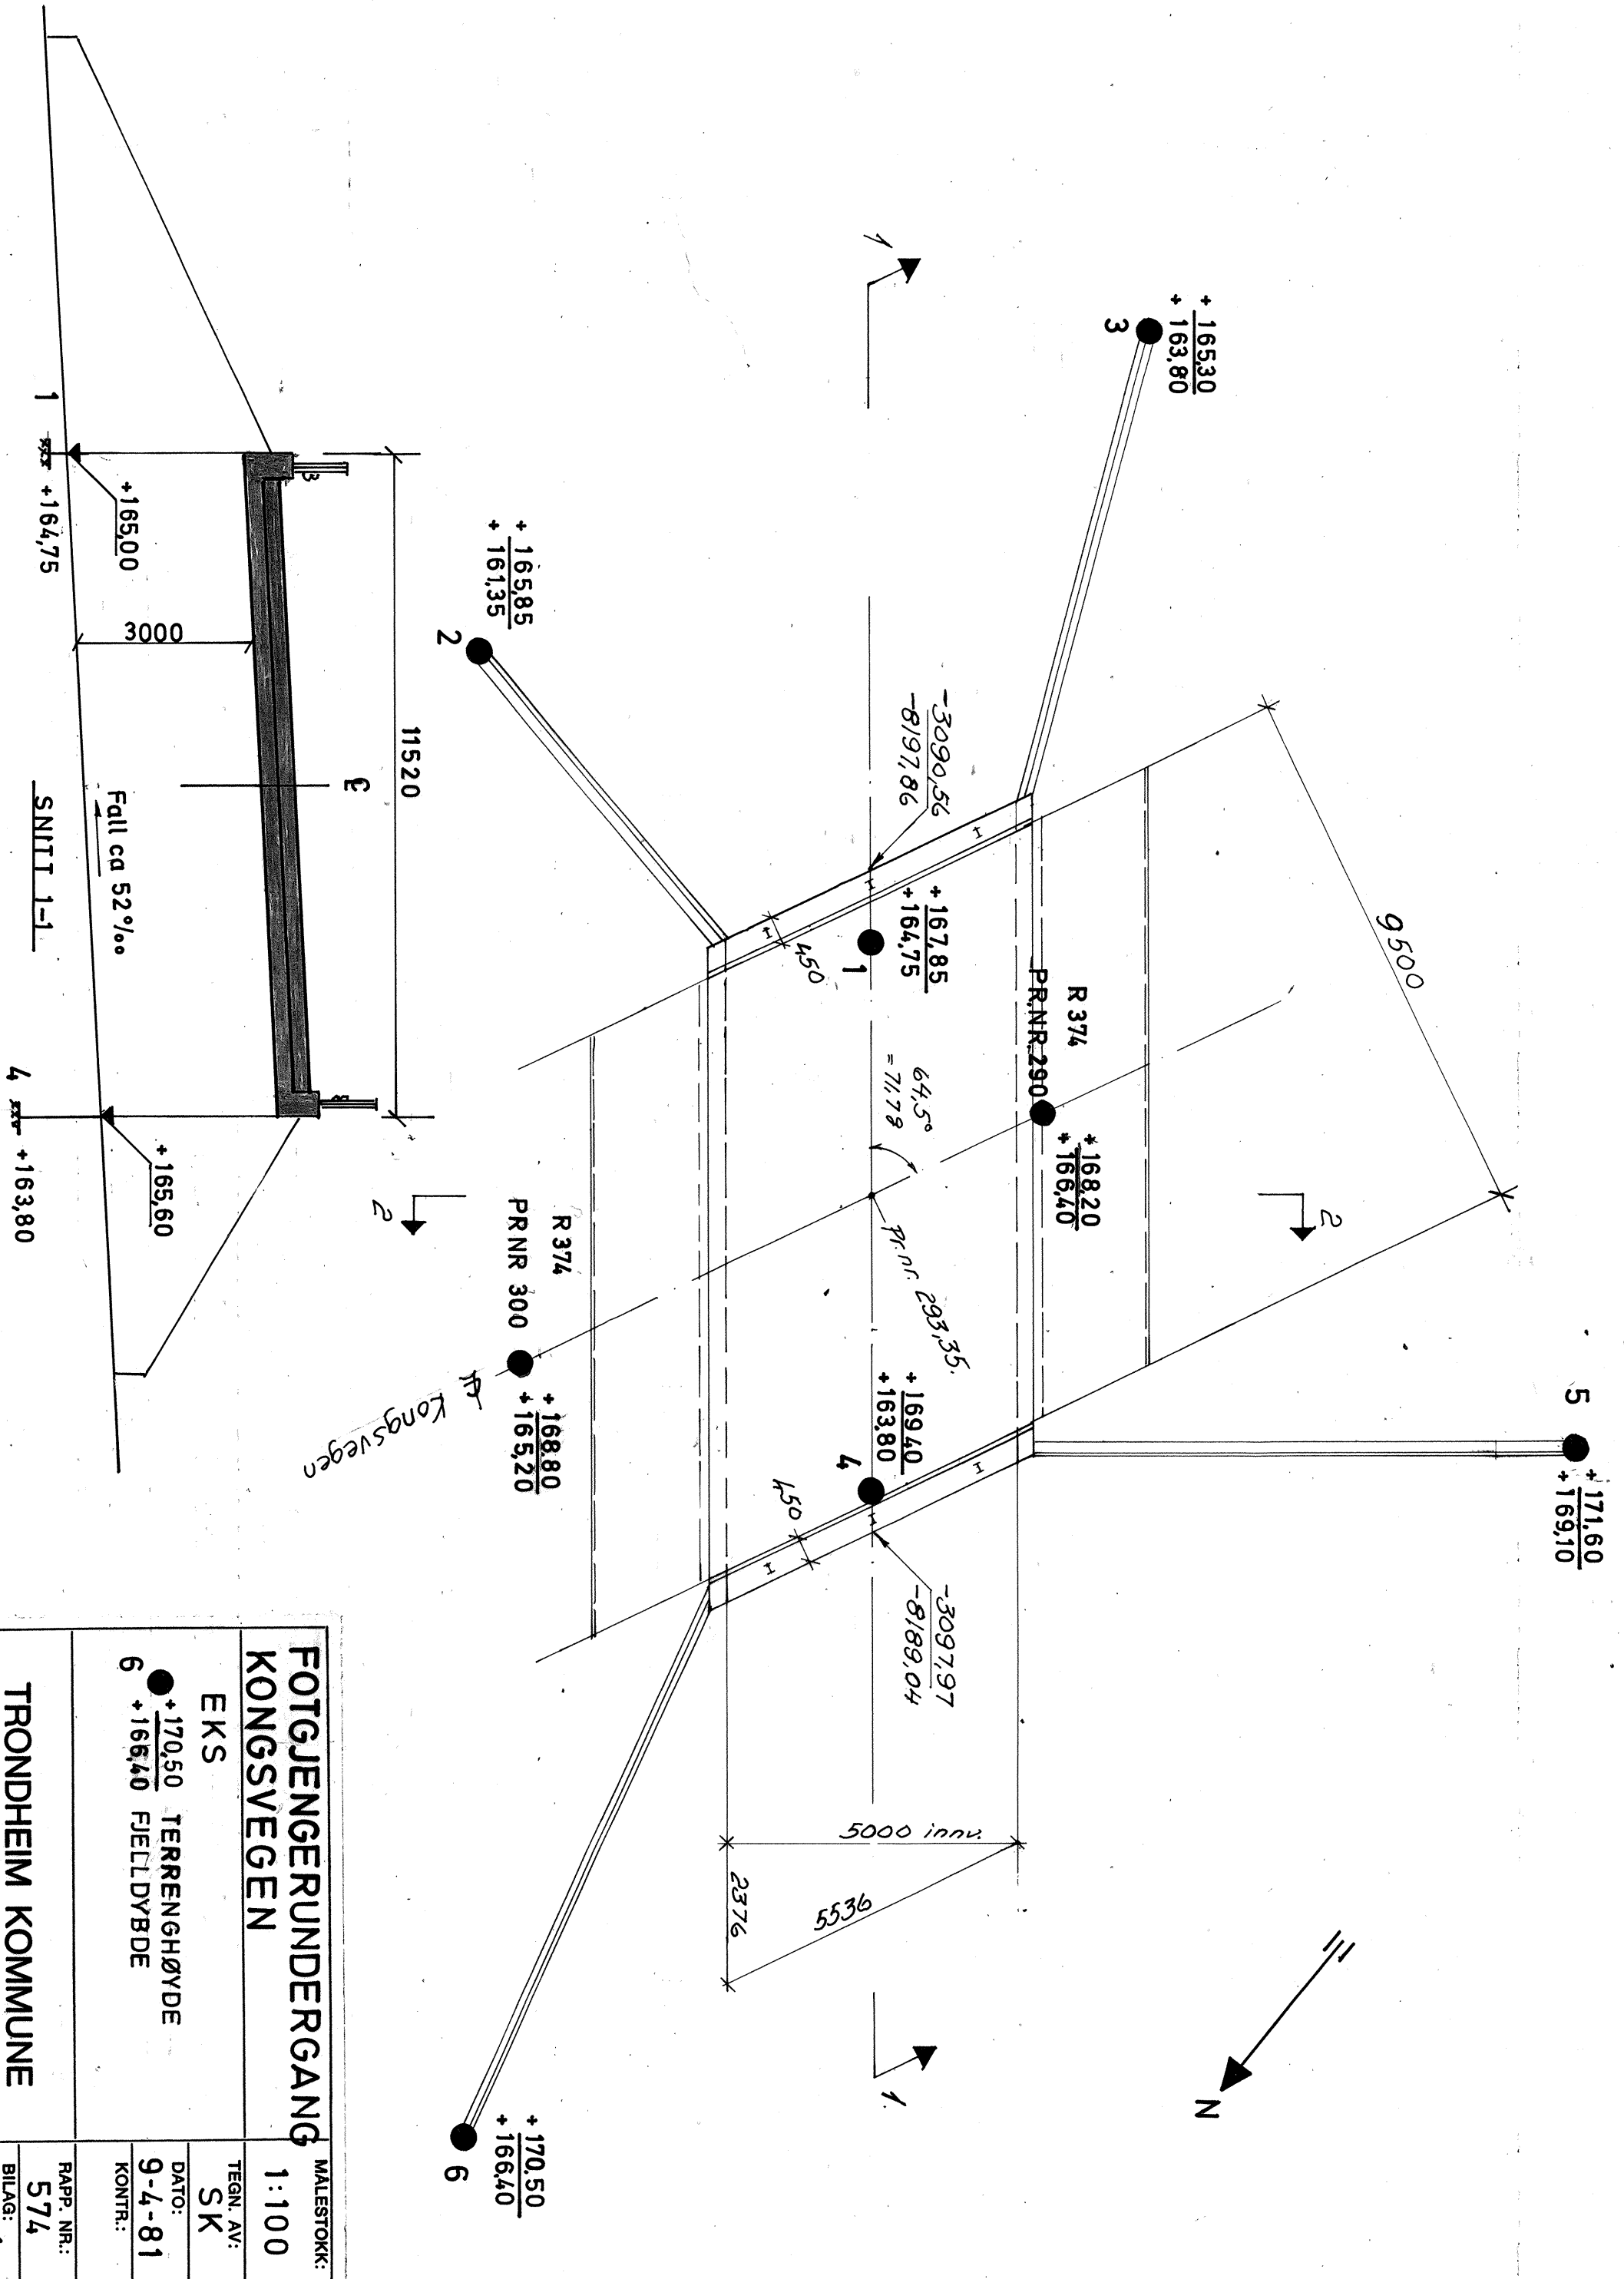 5
+171,60
+169,10
+165,30
+163,80
3
9500
1
2
R 374
PR.NR.290
+168,20
+166,40
-3090,56
-8197,86
+167,85
+164,75
1
450
64,5°
=71,78
pr.nr. 293,35.
+169,40
+163,80
4
450
-3097,97
-8189,04
5000 innv.
2376
5536
1.
N
+165,85
+161,35
2
R 374
PR.NR 300
+168,80
+165,20
Kongsvegen
2
+170,50
+166,40
6
11520
3000
+165,00
+165,60
Fall ca 52‰
1
+164,75
4
+163,80
SNITT 1-1
FOTGJENGERUNDERGANG
KONGSVEGEN
EKS
6
+170,50 TERRENGHØYDE
+166,40 FJELLDYBDE
TRONDHEIM KOMMUNE
MÅLESTOKK:
1:100
TEGN. AV:
SK
DATO:
9-4-81
KONTR.:
RAPP. NR.:
574
BILAG: